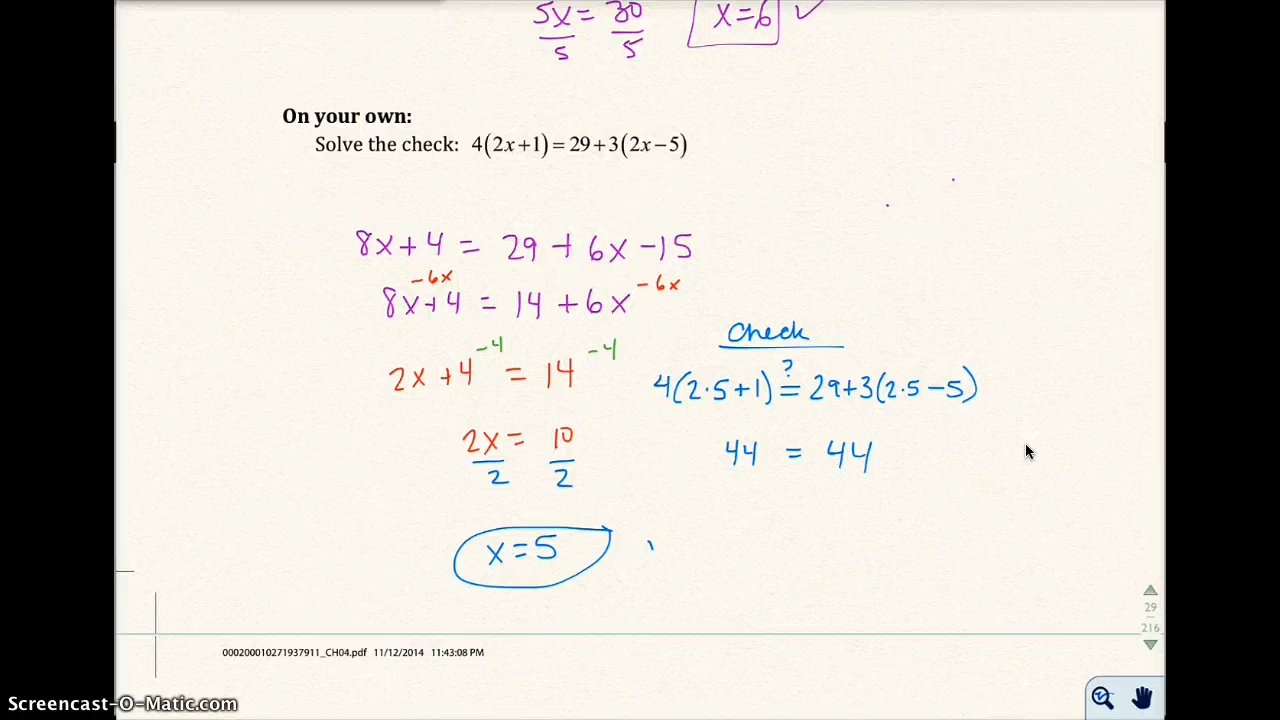 5x = 30 x=6 ✓
5 5
On your own:
Solve the check: 4(2x+1)=29+3(2x−5)
8x+4 = 29 + 6x −15
−6x −6x
8x+4 = 14 + 6x
Check
−4 −4
2x+4 = 14
4(2·5+1) ≟ 29+3(2·5−5)
2x = 10
2 2
44 = 44
x=5
29
216
000200010271937911_CH04.pdf 11/12/2014 11:43:08 PM
Screencast-O-Matic.com